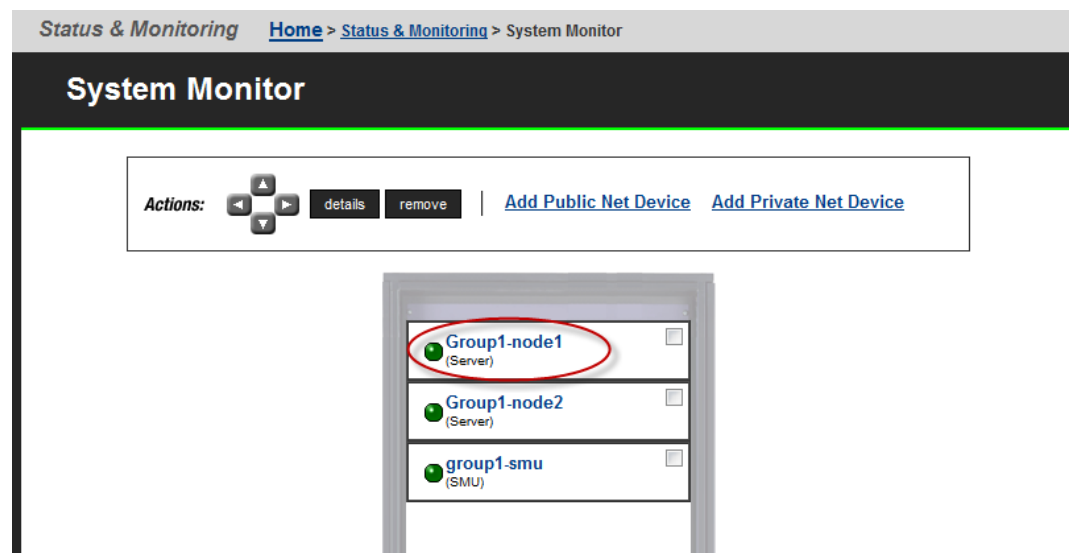 Status & Monitoring Home > Status & Monitoring > System Monitor
System Monitor
Actions: details remove | Add Public Net Device Add Private Net Device
Group1-node1
(Server)
Group1-node2
(Server)
group1-smu
(SMU)